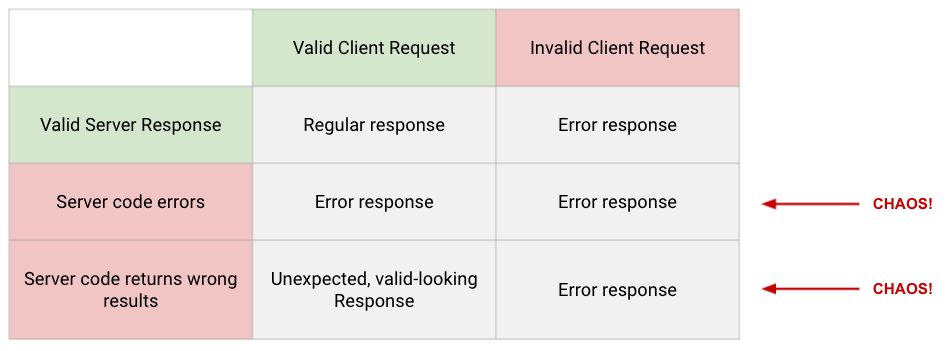 Valid Client Request
Invalid Client Request
Valid Server Response
Regular response
Error response
Server code errors
Error response
Error response
CHAOS!
Server code returns wrong
results
Unexpected, valid-looking
Response
Error response
CHAOS!